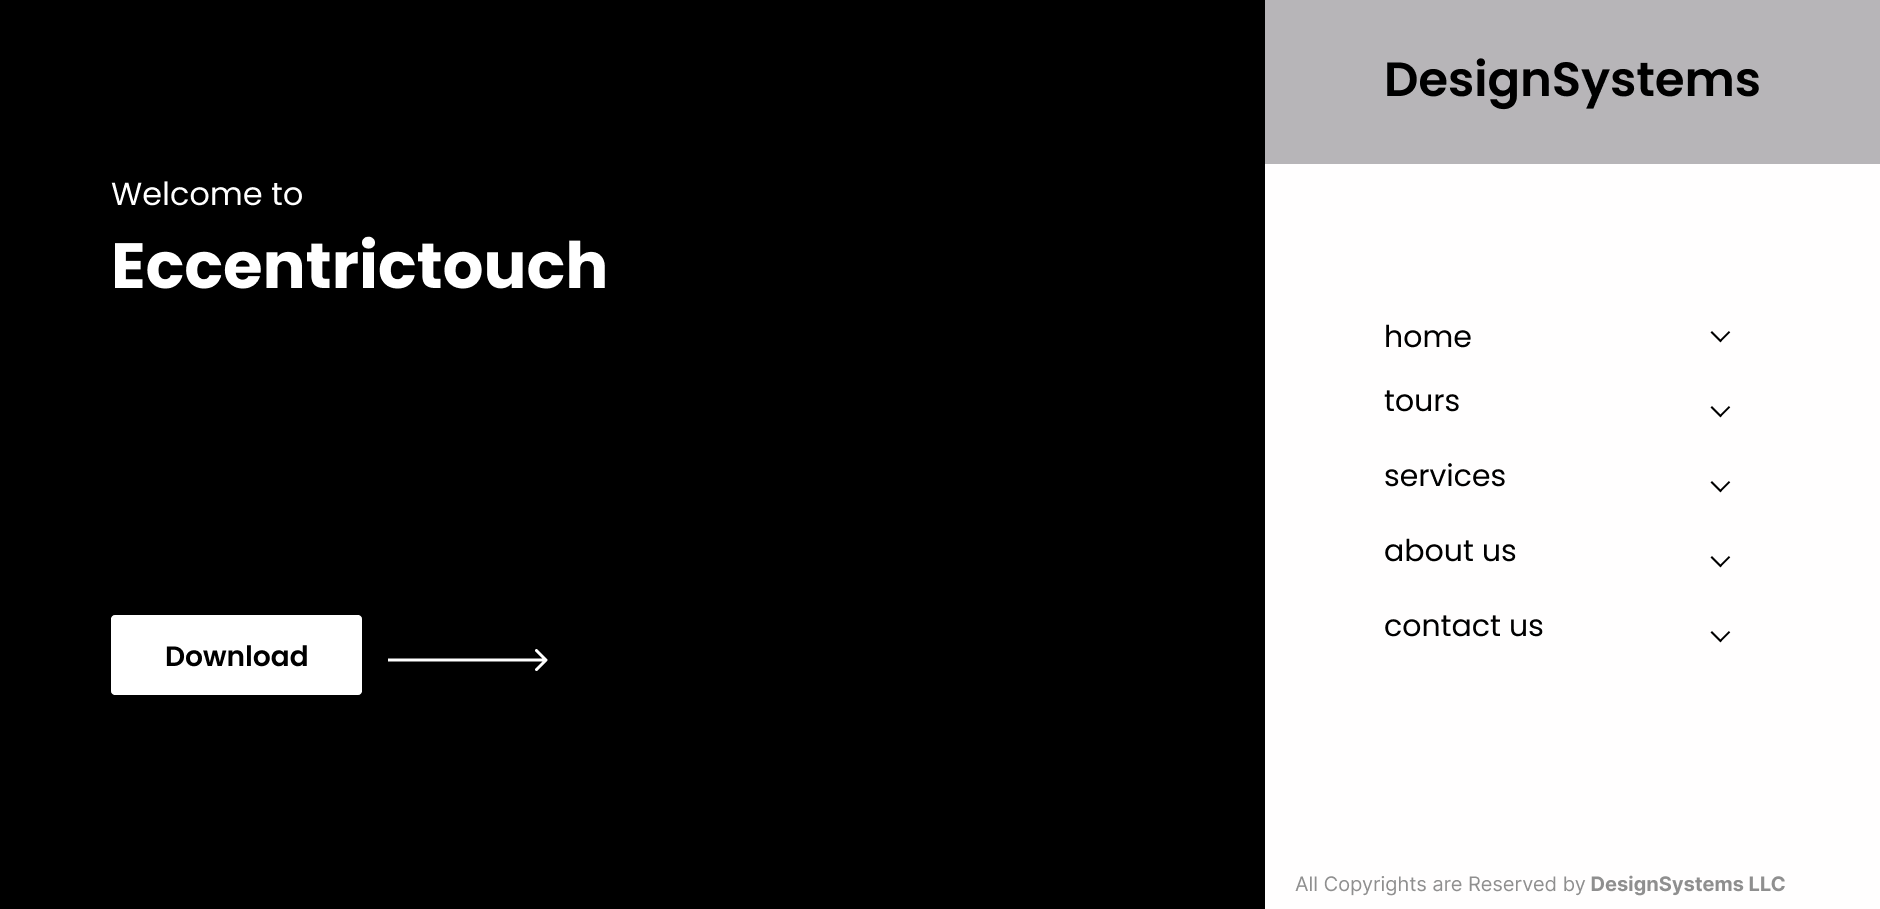 Welcome to
Eccentrictouch
Download
DesignSystems
home
tours
services
about us
contact us
All Copyrights are Reserved by DesignSystems LLC